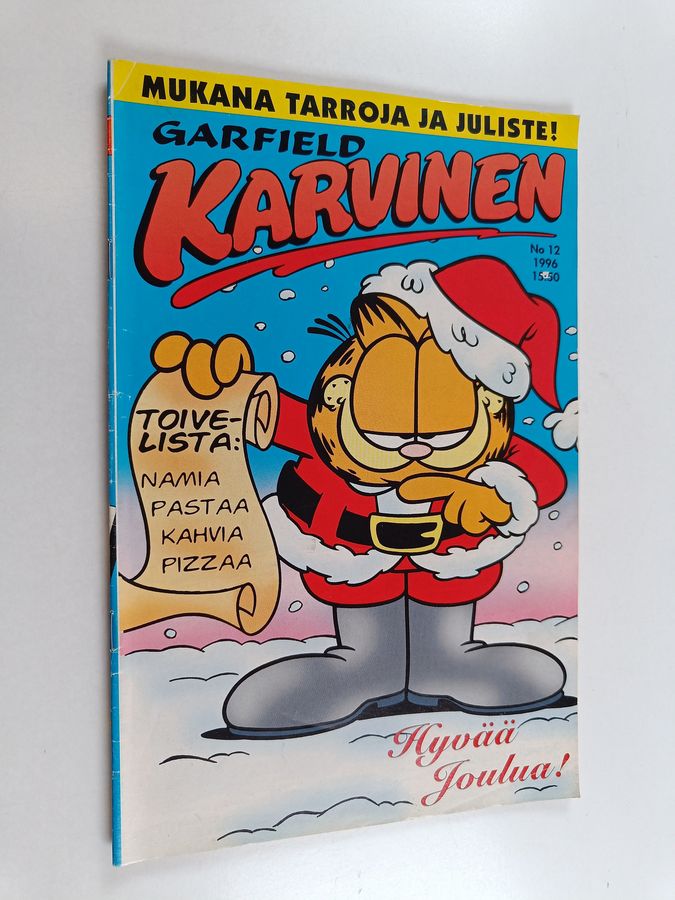 MUKANA TARROJA JA JULISTE!
GARFIELD
KARVINEN
No 12
1996
15:50
TOIVE-
LISTA:
NAMIA
PASTAA
KAHVIA
PIZZAA
Hyvää
Joulua!